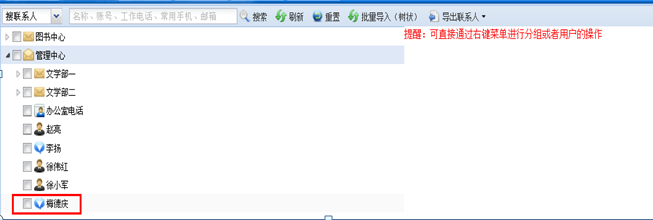 搜联系人 名称、账号、工作电话、常用手机、邮箱 搜索 刷新 重置 批量导入（树状） 导出联系人
图书中心 提醒：可直接通过右键菜单进行分组或者用户的操作
管理中心
文学部一
文学部二
办公室电话
赵亮
李扬
徐伟红
徐小军
梅德庆